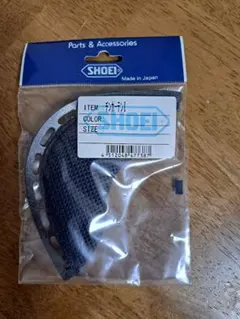 Parts & Accessories
SHOEI
Made in Japan
ITEM
COLOR
SIZE
SHOEI